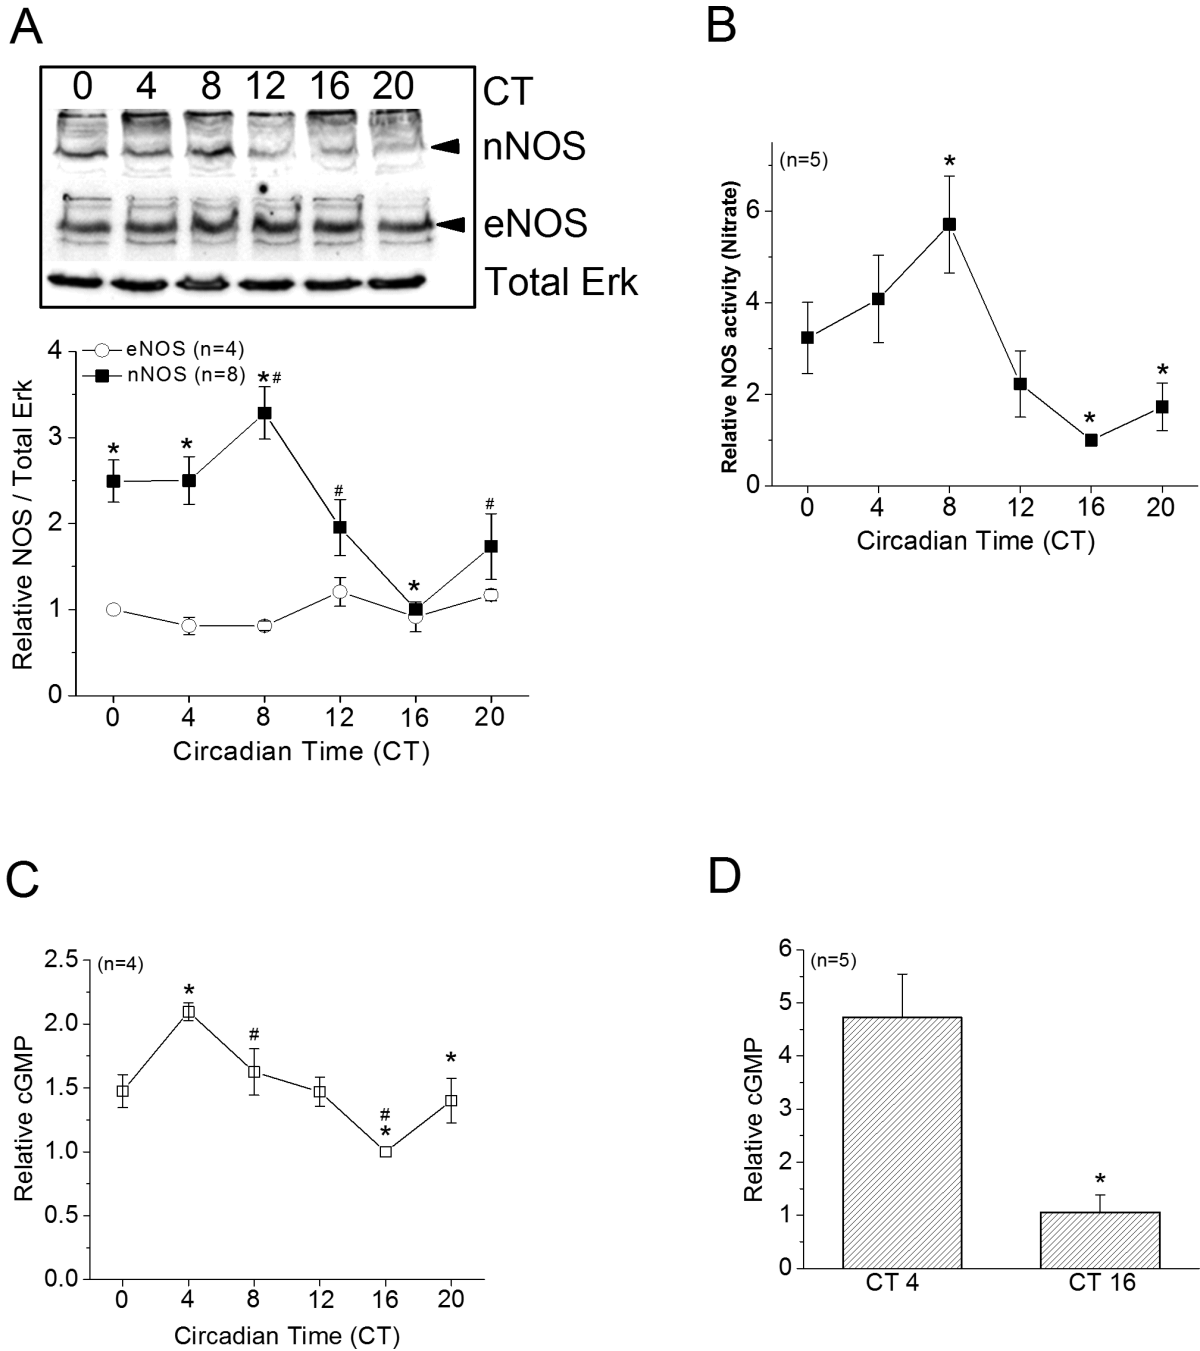 A
0 4 8 12 16 20 CT
nNOS
eNOS
Total Erk
eNOS (n=4)
nNOS (n=8)
Relative NOS / Total Erk
4
3
2
1
0
* * *# # * #
0 4 8 12 16 20
Circadian Time (CT)
B
(n=5)
Relative NOS activity (Nitrate)
6
4
2
0
* * *
0 4 8 12 16 20
Circadian Time (CT)
C
(n=4)
Relative cGMP
2.5
2.0
1.5
1.0
0.5
0.0
* # # * *
0 4 8 12 16 20
Circadian Time (CT)
D
(n=5)
Relative cGMP
6
5
4
3
2
1
0
*
CT 4 CT 16